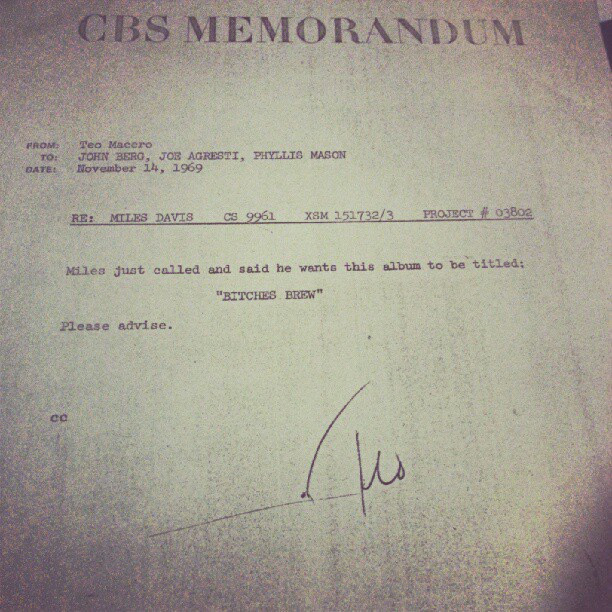 CBS MEMORANDUM
FROM: Teo Macero
TO: JOHN BERG, JOE AGRESTI, PHYLLIS MASON
DATE: November 14, 1969
RE: MILES DAVIS CS 9961 XSM 151732/3 PROJECT # 03802
Miles just called and said he wants this album to be titled:
"BITCHES BREW"
Please advise.
cc
Teo